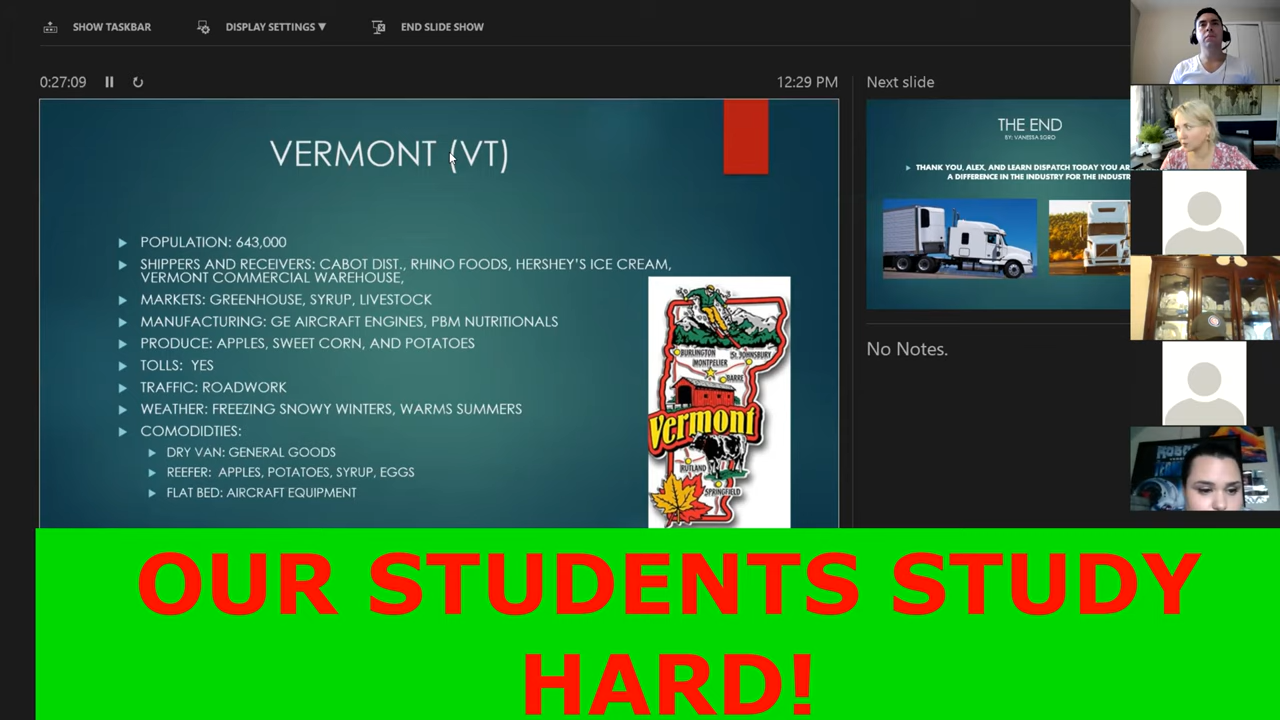 SHOW TASKBAR
DISPLAY SETTINGS ▼
END SLIDE SHOW
0:27:09
12:29 PM
VERMONT (VT)
POPULATION: 643,000
SHIPPERS AND RECEIVERS: CABOT DIST., RHINO FOODS, HERSHEY'S ICE CREAM,
VERMONT COMMERCIAL WAREHOUSE,
MARKETS: GREENHOUSE, SYRUP, LIVESTOCK
MANUFACTURING: GE AIRCRAFT ENGINES, PBM NUTRITIONALS
PRODUCE: APPLES, SWEET CORN, AND POTATOES
TOLLS: YES
TRAFFIC: ROADWORK
WEATHER: FREEZING SNOWY WINTERS, WARMS SUMMERS
COMODIDTIES:
DRY VAN: GENERAL GOODS
REEFER: APPLES, POTATOES, SYRUP, EGGS
FLAT BED: AIRCRAFT EQUIPMENT
BURLINGTON
ST. JOHNSBURY
MONTPELIER
BARRE
Vermont
RUTLAND
SPRINGFIELD
Next slide
THE END
BY: VANESSA SGRO
THANK YOU, ALEX, AND LEARN DISPATCH TODAY YOU AR
A DIFFERENCE IN THE INDUSTRY FOR THE INDUSTR
No Notes.
OUR STUDENTS STUDY
HARD!